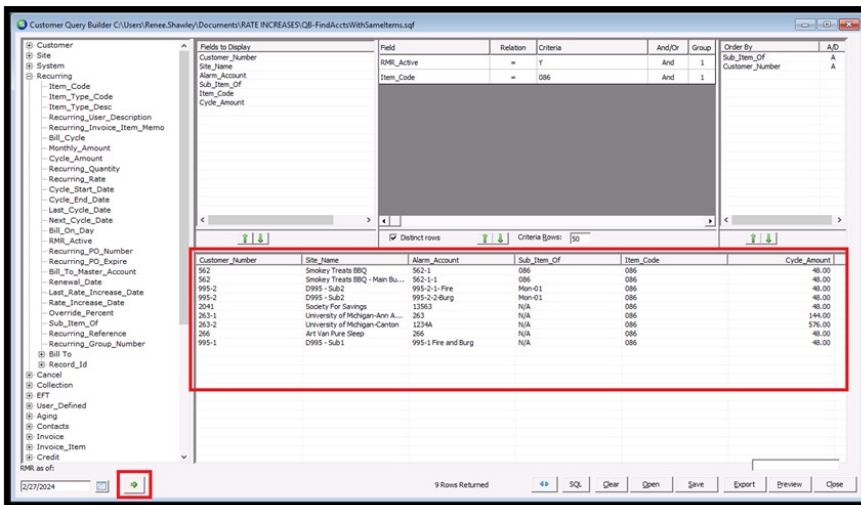 Customer Query Builder C:\Users\Renee.Shawley\Documents\RATE INCREASES\QB-FindAcctsWithSameItems.sqf
Customer
Site
System
Recurring
Item_Code
Item_Type_Code
Item_Type_Desc
Recurring_User_Description
Recurring_Invoice_Item_Memo
Bill_Cycle
Monthly_Amount
Cycle_Amount
Recurring_Quantity
Recurring_Rate
Cycle_Start_Date
Cycle_End_Date
Last_Cycle_Date
Next_Cycle_Date
Bill_On_Day
RMR_Active
Recurring_PO_Number
Recurring_PO_Expire
Bill_To_Master_Account
Renewal_Date
Last_Rate_Increase_Date
Rate_Increase_Date
Override_Percent
Sub_Item_Of
Recurring_Reference
Recurring_Group_Number
Bill To
Record_Id
Cancel
Collection
EFT
User_Defined
Aging
Contacts
Invoice
Invoice_Item
Credit
RMR as of:
2/27/2024
Fields to Display
Customer_Number
Site_Name
Alarm_Account
Sub_Item_Of
Item_Code
Cycle_Amount
Field Relation Criteria And/Or Group
RMR_Active = Y And 1
Item_Code = 086 And 1
Order By A/D
Sub_Item_Of A
Customer_Number A
Distinct rows Criteria Rows: 50
Customer_Number Site_Name Alarm_Account Sub_Item_Of Item_Code Cycle_Amount
562 Smokey Treats BBQ 562-1 086 086 48.00
562 Smokey Treats BBQ - Main Bu... 562-1-1 086 086 48.00
995-2 D995 - Sub2 995-2-1- Fire Mon-01 086 48.00
995-2 D995 - Sub2 995-2-2-Burg Mon-01 086 48.00
2041 Society For Savings 13563 N/A 086 48.00
263-1 University of Michigan-Ann A... 263 N/A 086 144.00
263-2 University of Michigan-Canton 1234A N/A 086 576.00
266 Art Van Pure Sleep 266 N/A 086 48.00
995-1 D995 - Sub1 995-1 Fire and Burg N/A 086 48.00
9 Rows Returned SQL Clear Open Save Export Preview Close